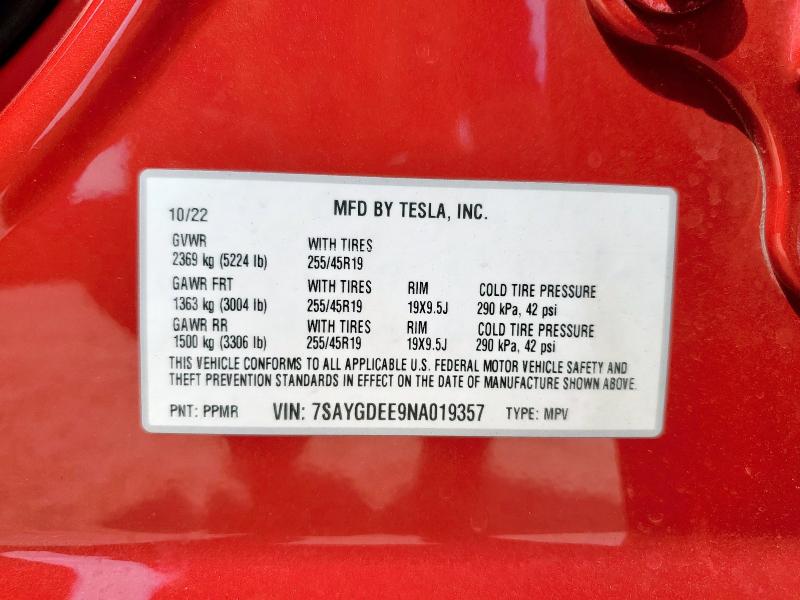 10/22 MFD BY TESLA, INC.
GVWR WITH TIRES
2369 kg (5224 lb) 255/45R19
GAWR FRT WITH TIRES RIM COLD TIRE PRESSURE
1363 kg (3004 lb) 255/45R19 19X9.5J 290 kPa, 42 psi
GAWR RR WITH TIRES RIM COLD TIRE PRESSURE
1500 kg (3306 lb) 255/45R19 19X9.5J 290 kPa, 42 psi
THIS VEHICLE CONFORMS TO ALL APPLICABLE U.S. FEDERAL MOTOR VEHICLE SAFETY AND
THEFT PREVENTION STANDARDS IN EFFECT ON THE DATE OF MANUFACTURE SHOWN ABOVE.
PNT: PPMR VIN: 7SAYGDEE9NA019357 TYPE: MPV